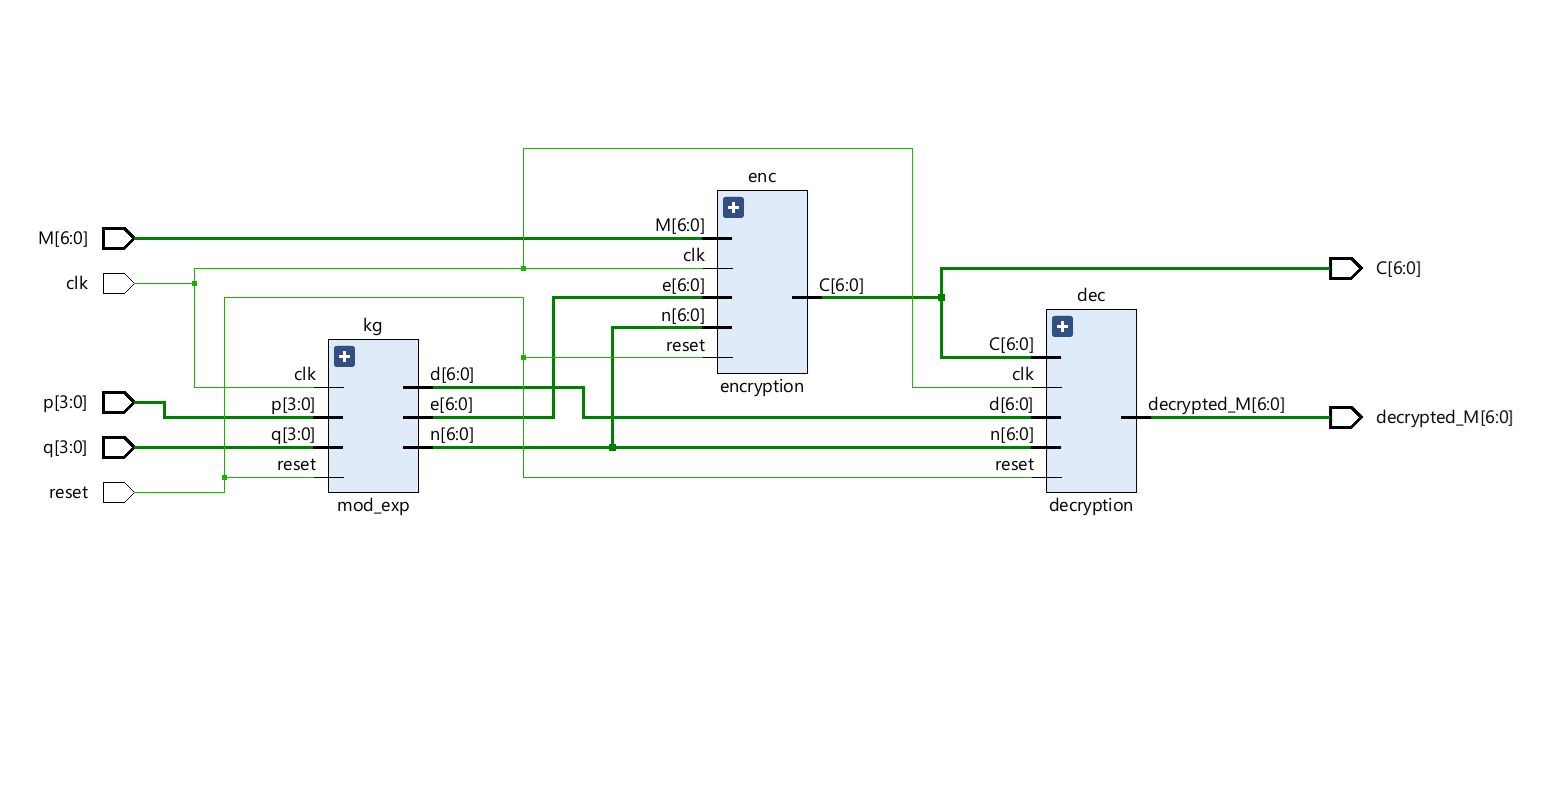 enc
M[6:0]
M[6:0]
clk
clk
e[6:0]
n[6:0]
reset
C[6:0]
encryption
C[6:0]
kg
clk
p[3:0]
p[3:0]
q[3:0]
q[3:0]
reset
reset
d[6:0]
e[6:0]
n[6:0]
mod_exp
dec
C[6:0]
clk
d[6:0]
n[6:0]
reset
decrypted_M[6:0]
decrypted_M[6:0]
decryption